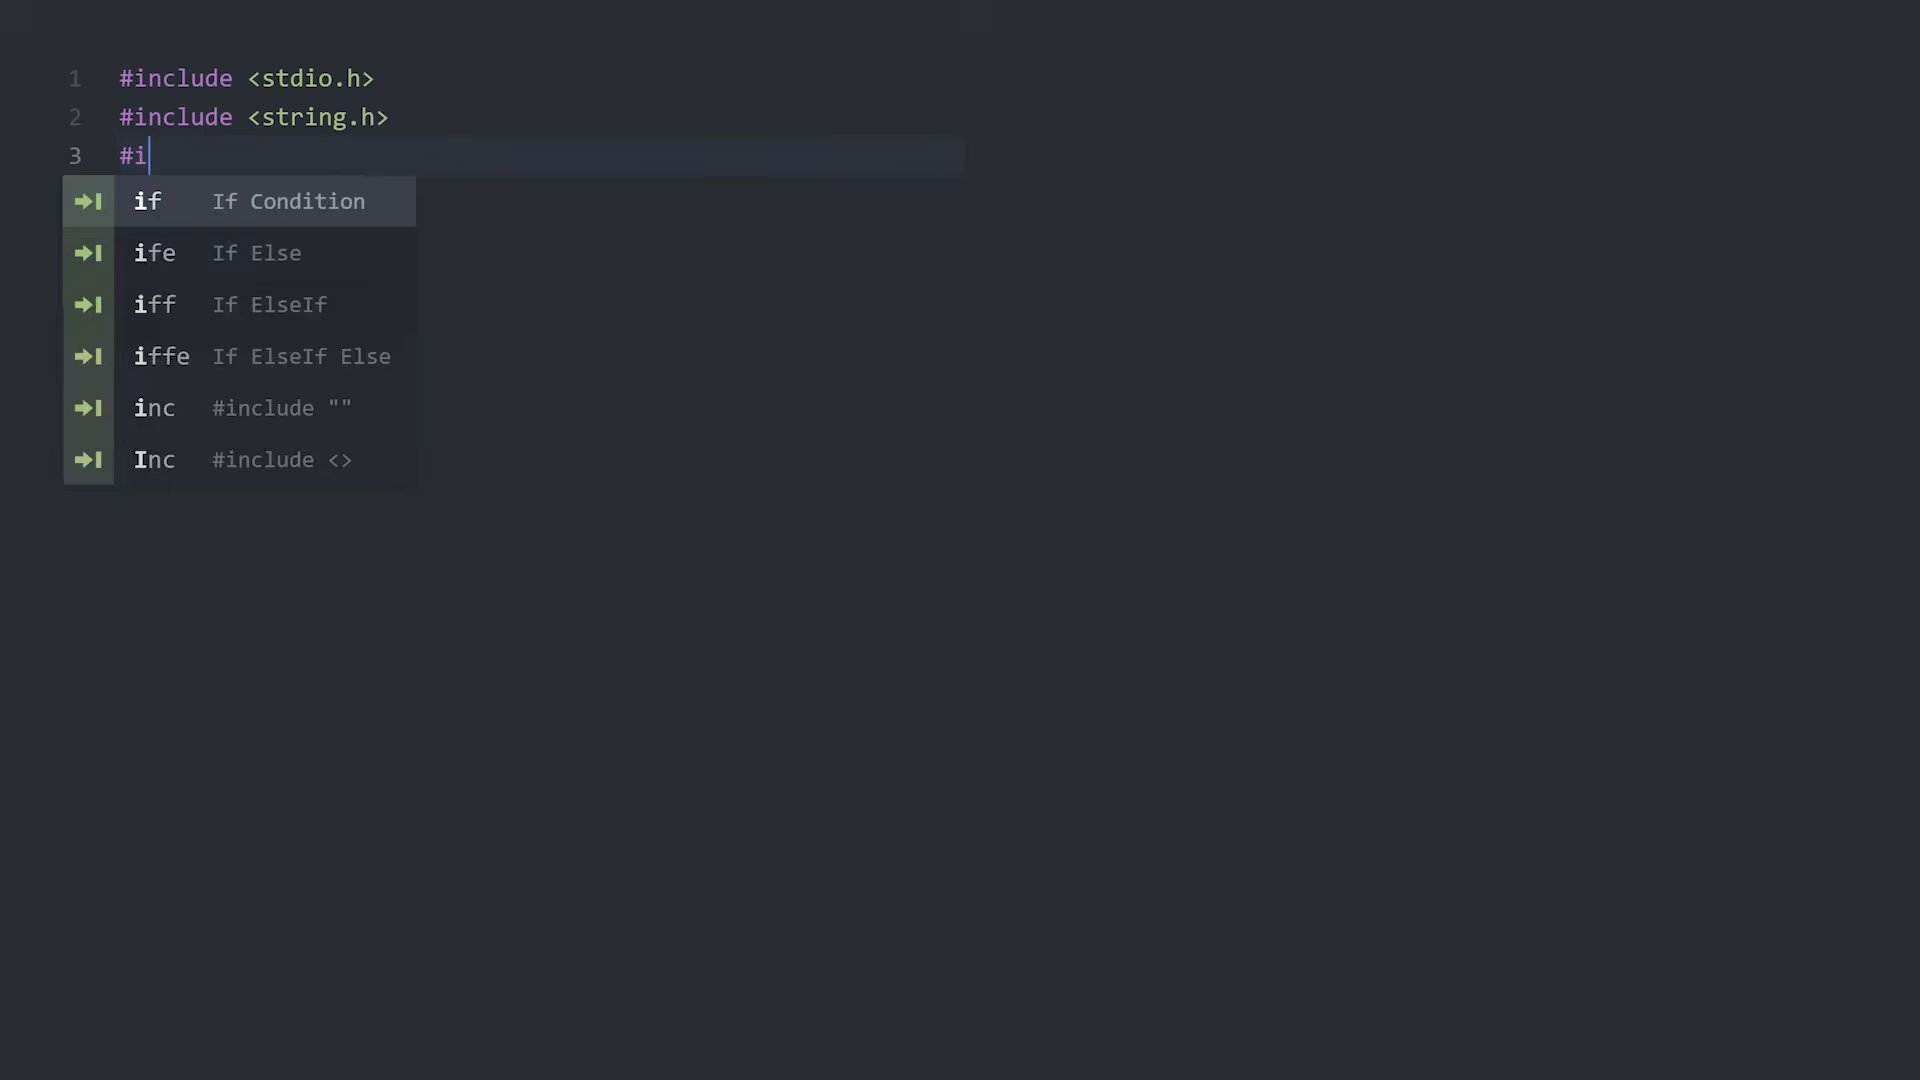 1 #include <stdio.h>
2 #include <string.h>
3 #i
if If Condition
ife If Else
iff If ElseIf
iffe If ElseIf Else
inc #include ""
Inc #include <>